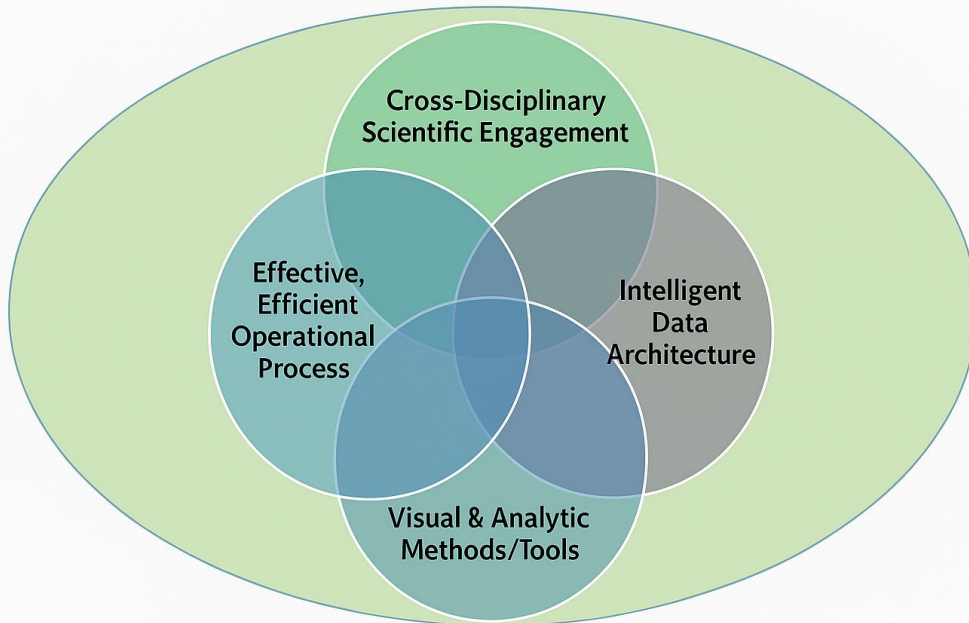 Cross-Disciplinary
Scientific Engagement
Effective,
Efficient
Operational
Process
Intelligent
Data
Architecture
Visual & Analytic
Methods/Tools